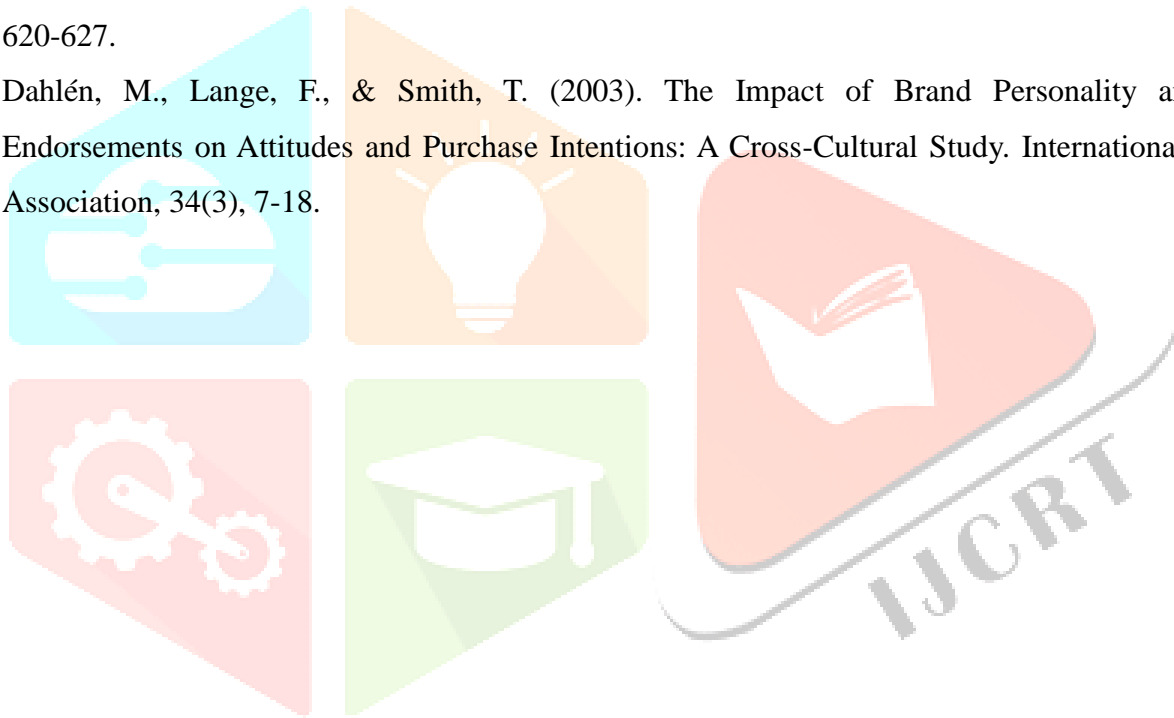 620-627.
Dahlén, M., Lange, F., & Smith, T. (2003). The Impact of Brand Personality
Endorsements on Attitudes and Purchase Intentions: A Cross-Cultural Study.
Association, 34(3), 7-18.
IJCRT